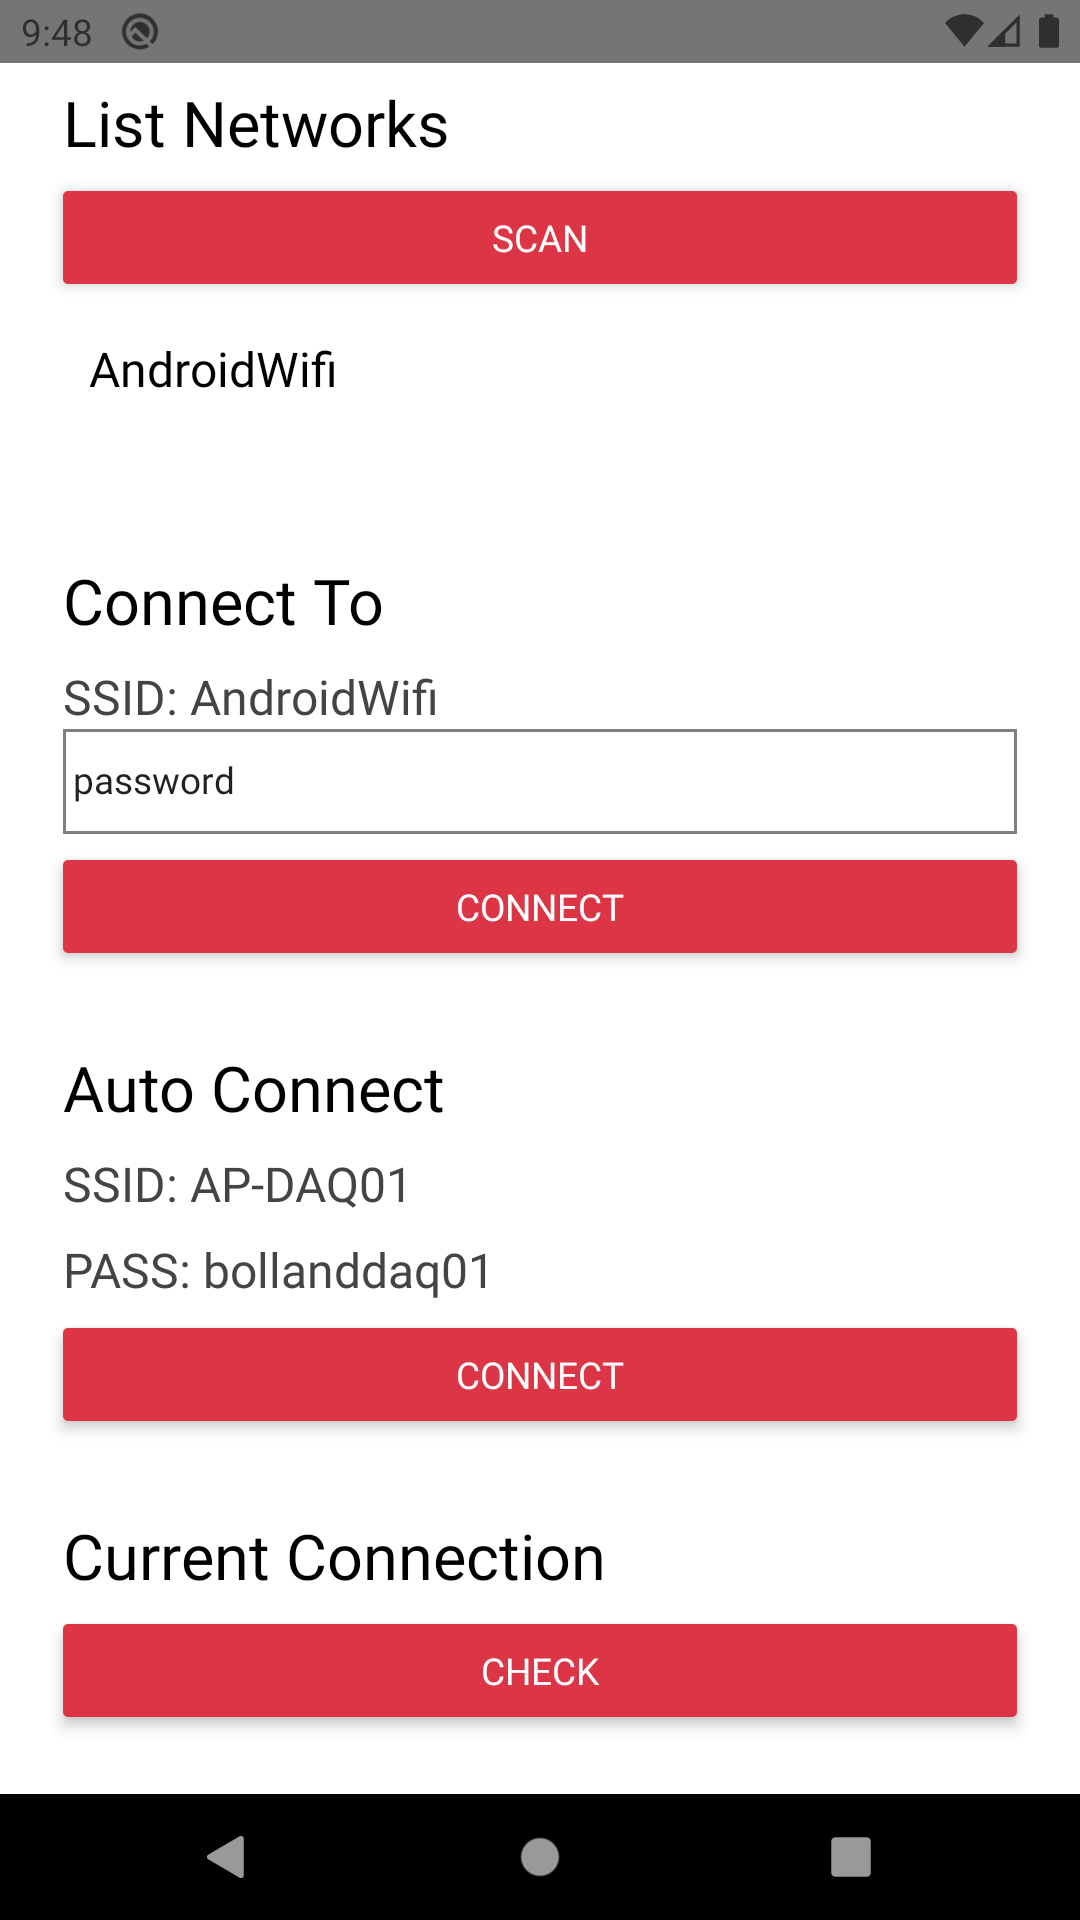 9:48
List Networks
SCAN
AndroidWifi
Connect To
SSID: AndroidWifi
password
CONNECT
Auto Connect
SSID: AP-DAQ01
PASS: bollanddaq01
CONNECT
Current Connection
CHECK